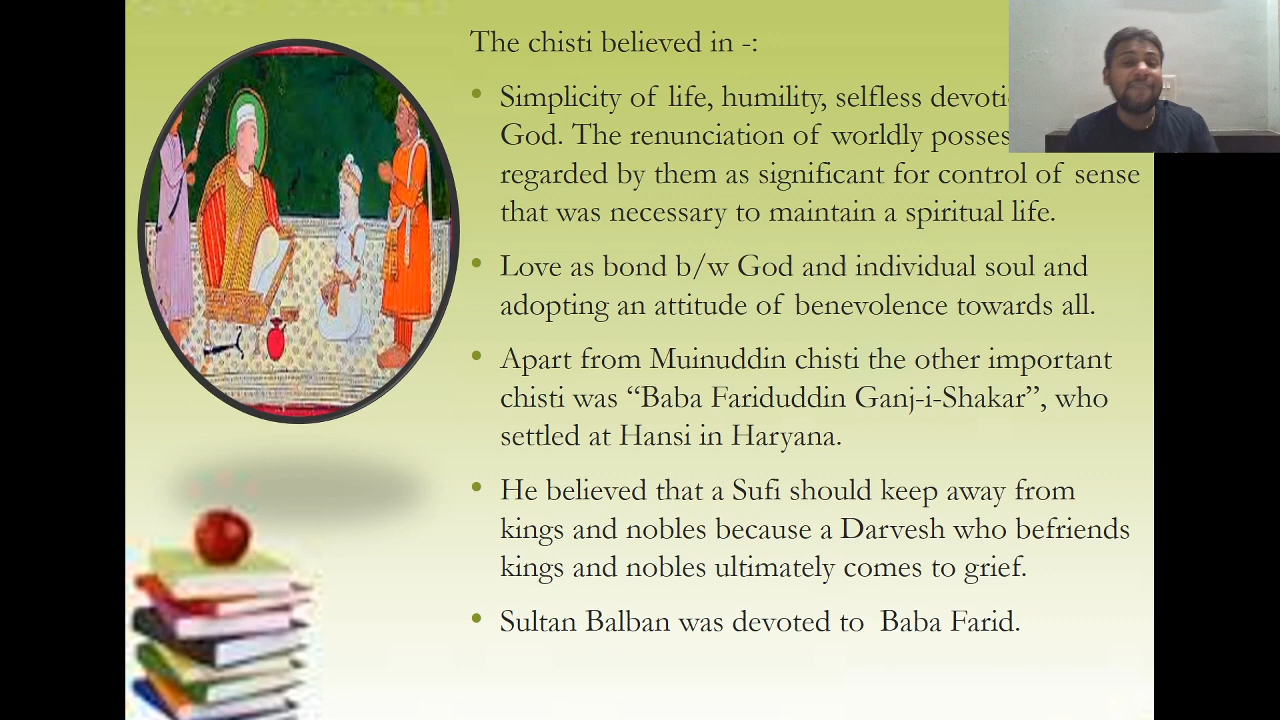 The chisti believed in -:
Simplicity of life, humility, selfless
God. The renunciation of worldly
regarded by them as significant for control of sense
that was necessary to maintain a spiritual life.
Love as bond b/w God and individual soul and
adopting an attitude of benevolence towards all.
Apart from Muinuddin chisti the other important
chisti was “Baba Fariduddin Ganj-i-Shakar”, who
settled at Hansi in Haryana.
He believed that a Sufi should keep away from
kings and nobles because a Darvesh who befriends
kings and nobles ultimately comes to grief.
Sultan Balban was devoted to Baba Farid.